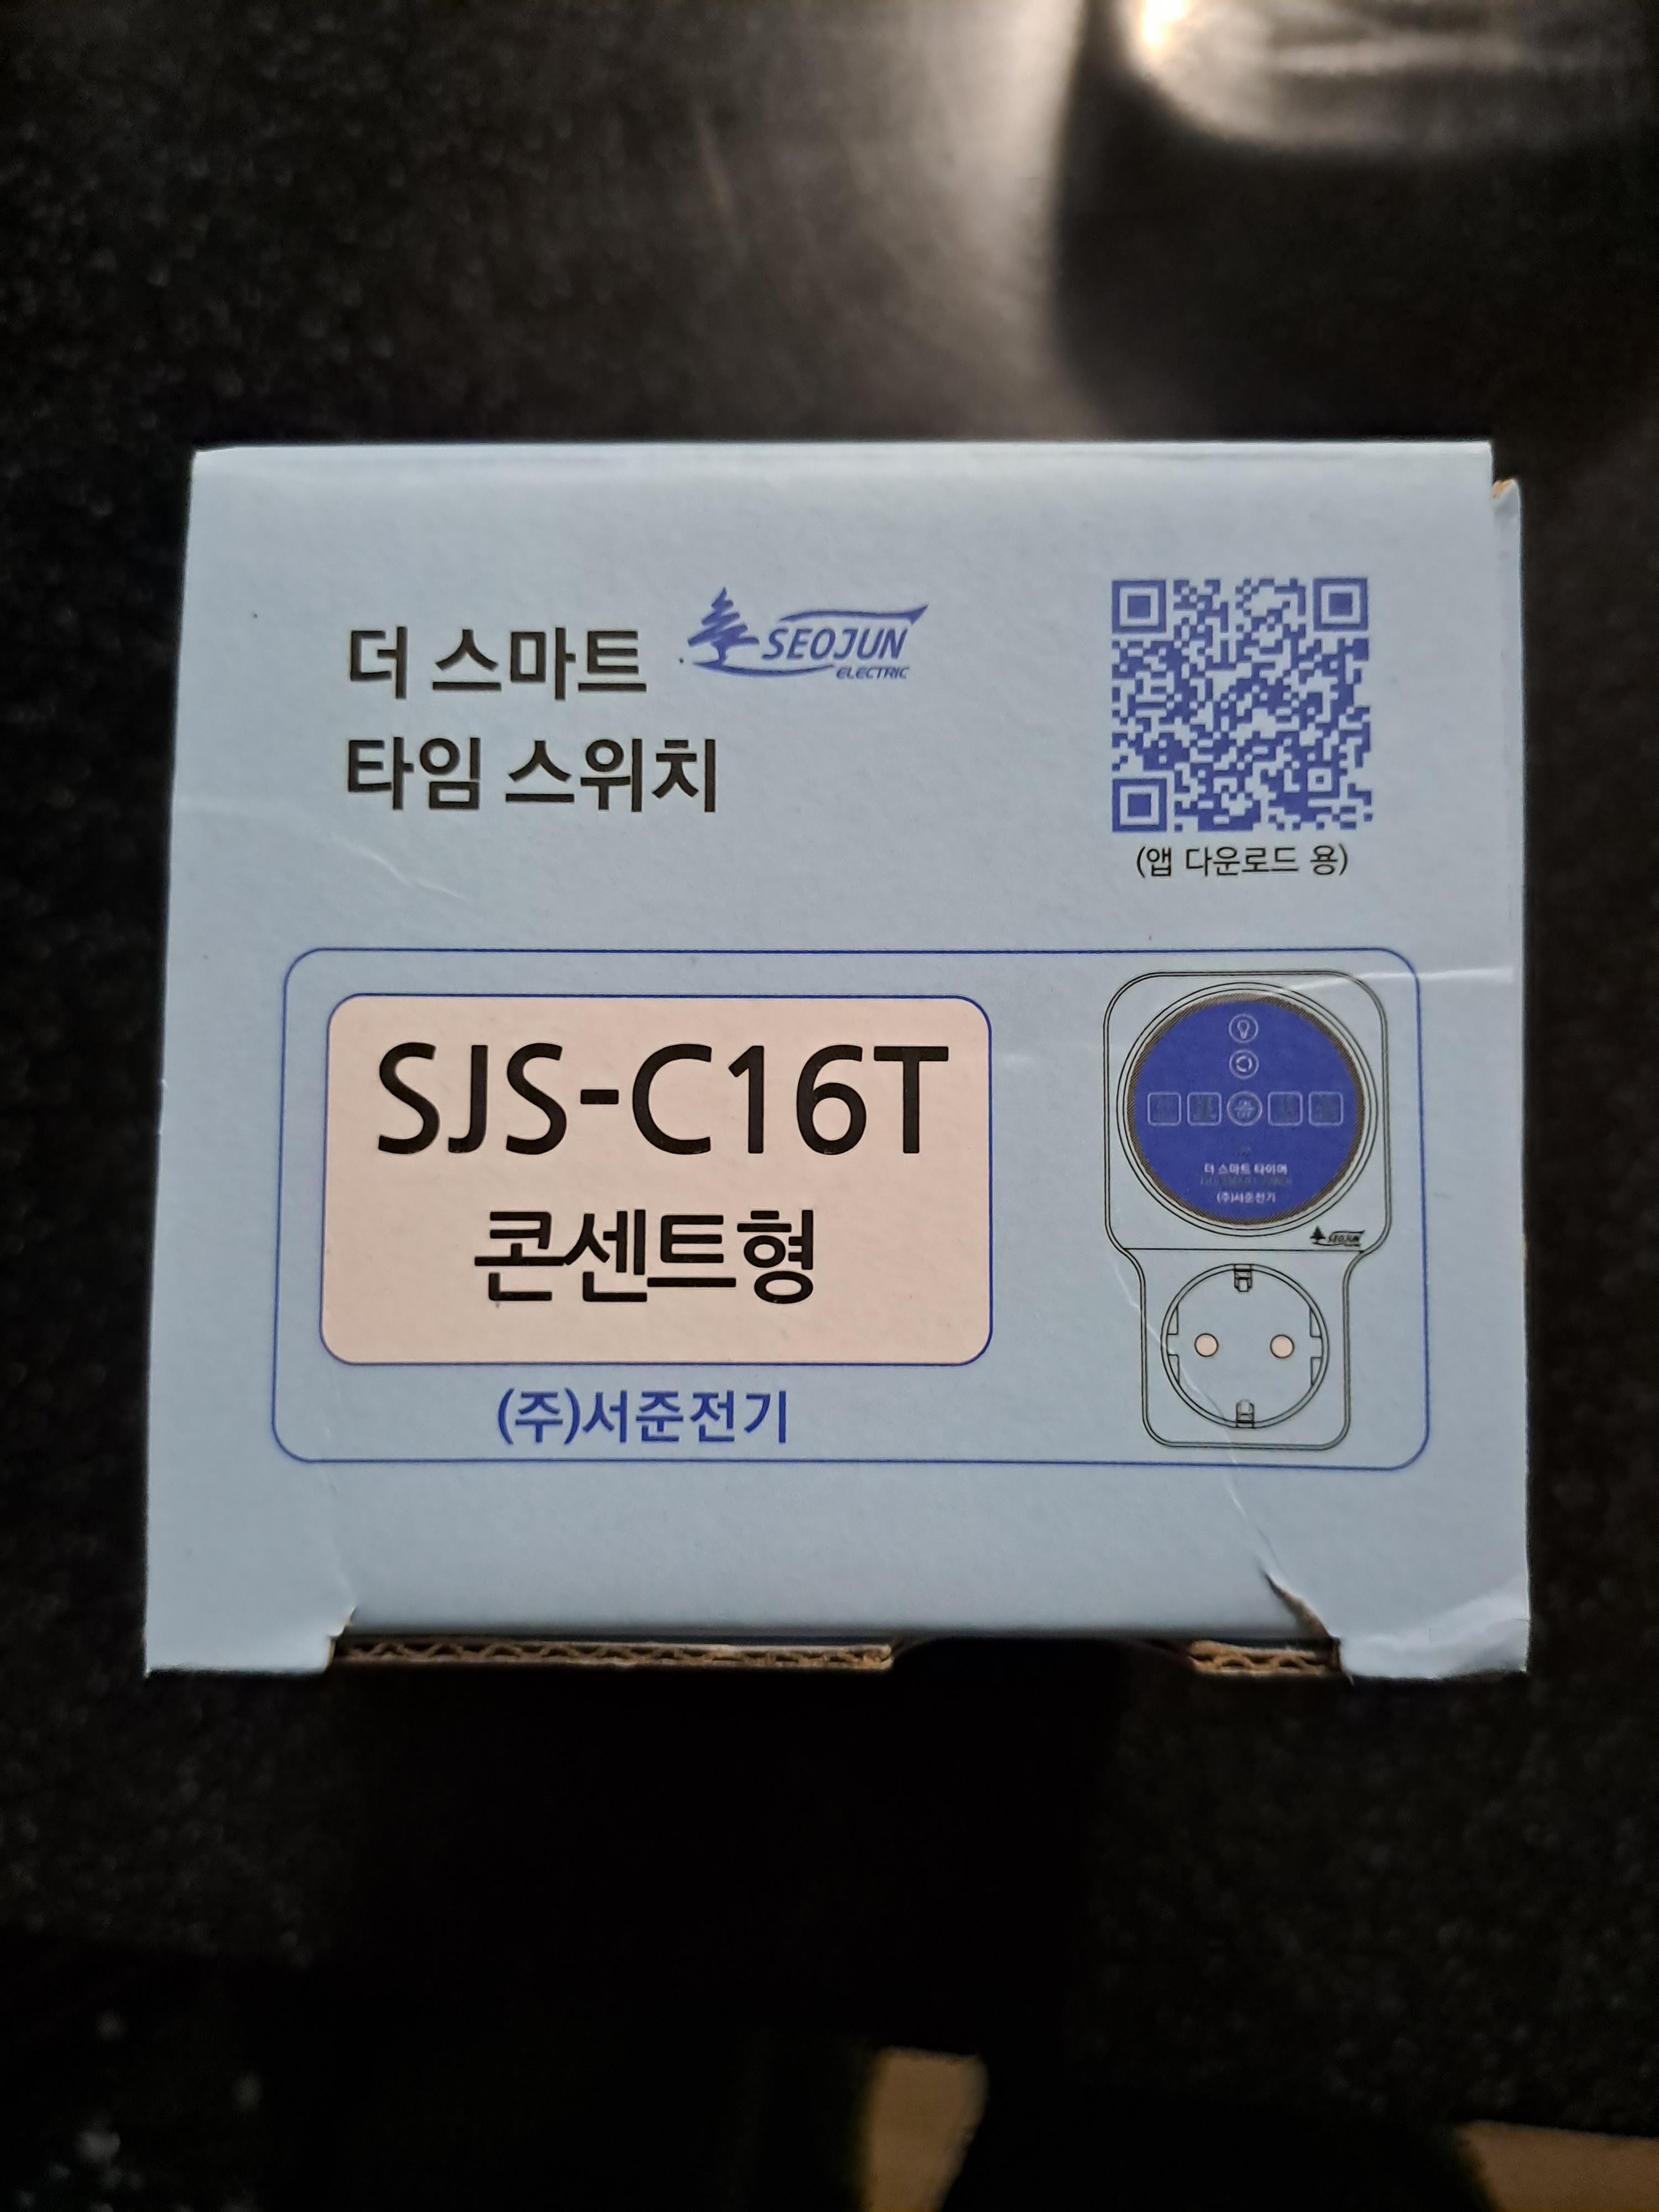 더 스마트
SEOJUN
ELECTRIC
타임 스위치
(앱 다운로드 용)
SJS-C16T
콘센트형
(주)서준전기
더 스마트 타이머
(주)서준전기
SEOJUN